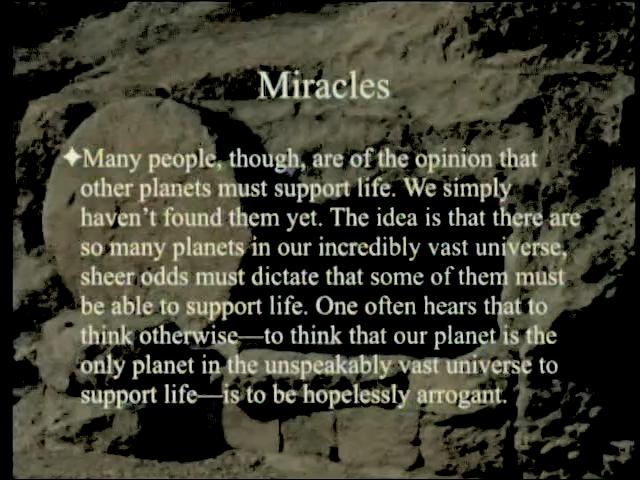 Miracles
✦Many people, though, are of the opinion that
other planets must support life. We simply
haven't found them yet. The idea is that there are
so many planets in our incredibly vast universe,
sheer odds must dictate that some of them must
be able to support life. One often hears that to
think otherwise—to think that our planet is the
only planet in the unspeakably vast universe to
support life—is to be hopelessly arrogant.